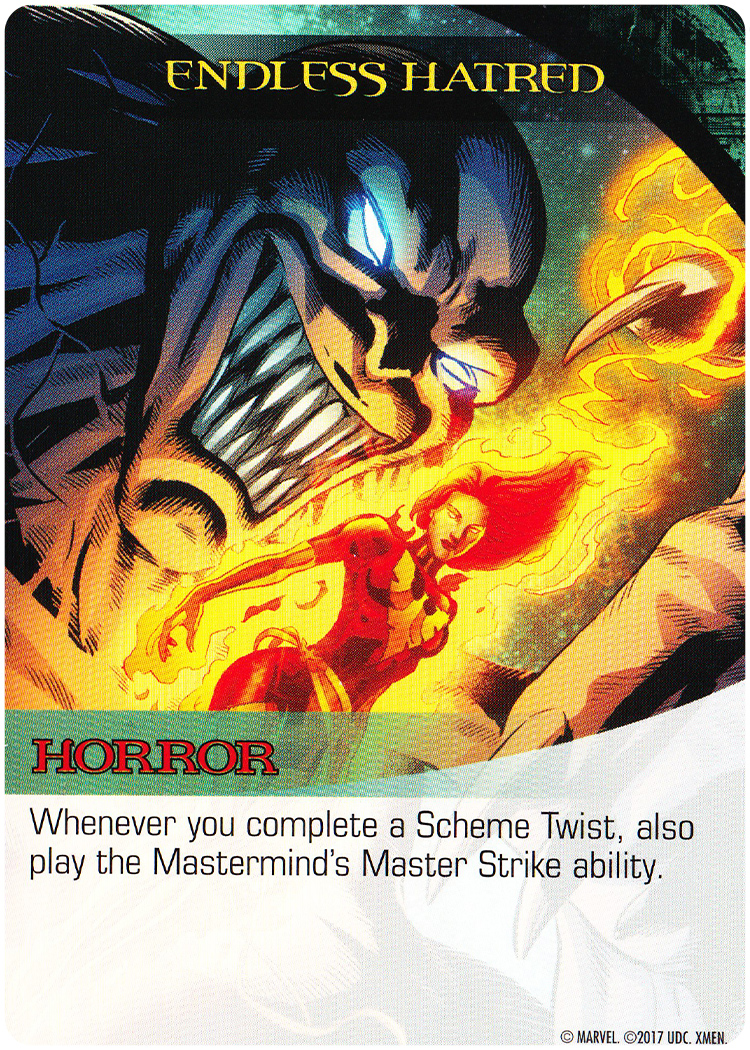 ENDLESS HATRED
HORROR
Whenever you complete a Scheme Twist, also
play the Mastermind's Master Strike ability.
© MARVEL. ©2017 UDC. XMEN.